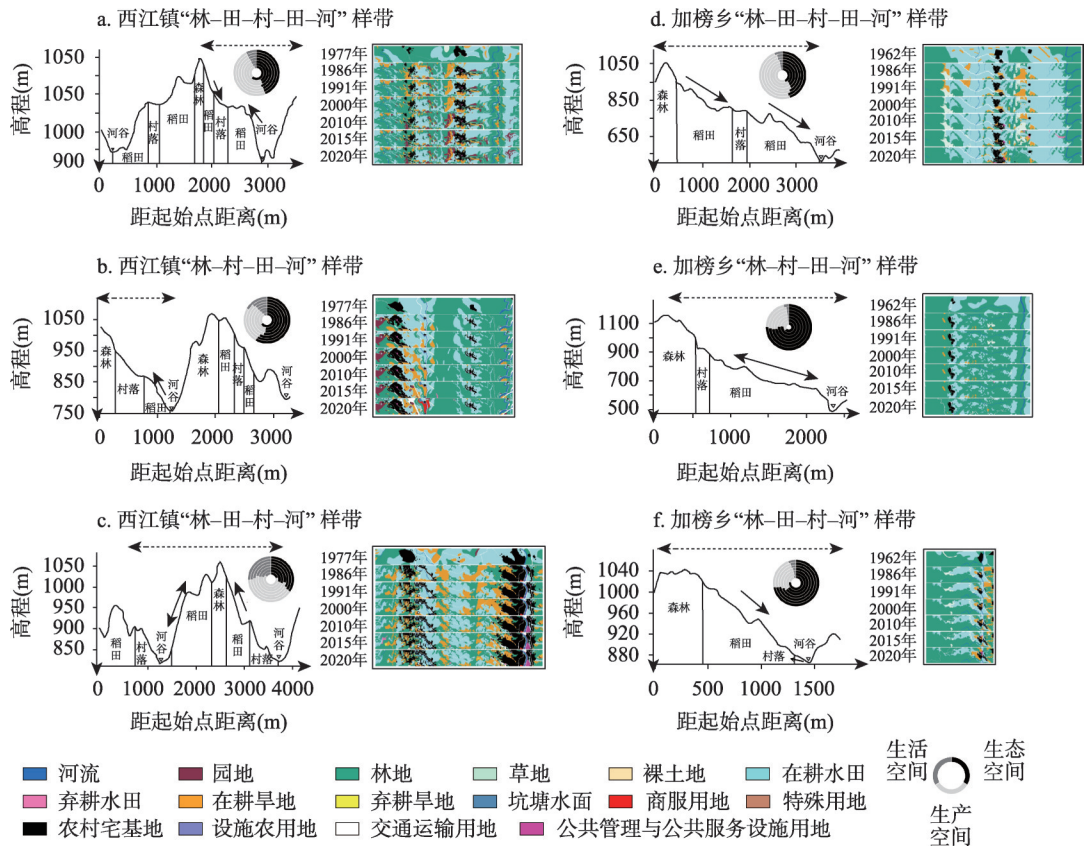 a. 西江镇“林–田–村–田–河” 样带
高程(m)
1050
1050
1000
900
河谷
稻田
村落
稻田
森林
稻田
村落
稻田
河谷
0
1000
2000
3000
距起始点距离(m)
1977年
1986年
1991年
2000年
2010年
2015年
2020年
d. 加榜乡“林–田–村–田–河” 样带
高程(m)
1050
850
650
森林
稻田
村落
稻田
河谷
0
1000
2000
3000
距起始点距离(m)
1962年
1986年
1991年
2000年
2010年
2015年
2020年
b. 西江镇“林–村–田–河” 样带
高程(m)
1050
950
850
750
森林
村落
稻田
河谷
森林
稻田
村落
稻田
河谷
0
1000
2000
3000
距起始点距离(m)
1977年
1986年
1991年
2000年
2010年
2015年
2020年
e. 加榜乡“林–村–田–河” 样带
高程(m)
1100
900
700
500
森林
村落
稻田
河谷
0
1000
2000
距起始点距离(m)
1962年
1986年
1991年
2000年
2010年
2015年
2020年
c. 西江镇“林–田–村–河” 样带
高程(m)
1050
1000
950
900
850
稻田
村落
河谷
稻田
森林
稻田
村落
河谷
0
1000
2000
3000
4000
距起始点距离(m)
1977年
1986年
1991年
2000年
2010年
2015年
2020年
f. 加榜乡“林–田–村–河” 样带
高程(m)
1040
1000
960
920
880
森林
稻田
村落
河谷
0
500
1000
1500
距起始点距离(m)
1962年
1986年
1991年
2000年
2010年
2015年
2020年
河流 园地 林地 草地 裸土地 在耕水田
弃耕水田 在耕旱地 弃耕旱地 坑塘水面 商服用地 特殊用地
农村宅基地 设施农用地 交通运输用地 公共管理与公共服务设施用地
生活空间
生态空间
生产空间